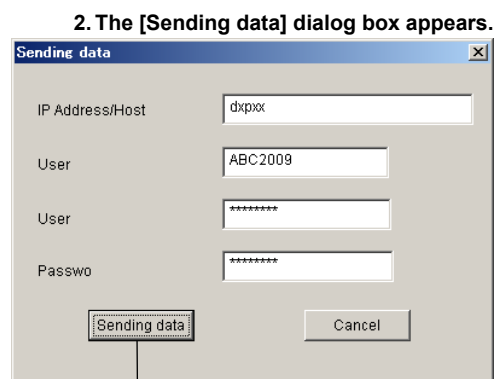 2. The [Sending data] dialog box appears.
Sending data
IP Address/Host dxpxx
User ABC2009
User ********
Passwo ********
Sending data Cancel